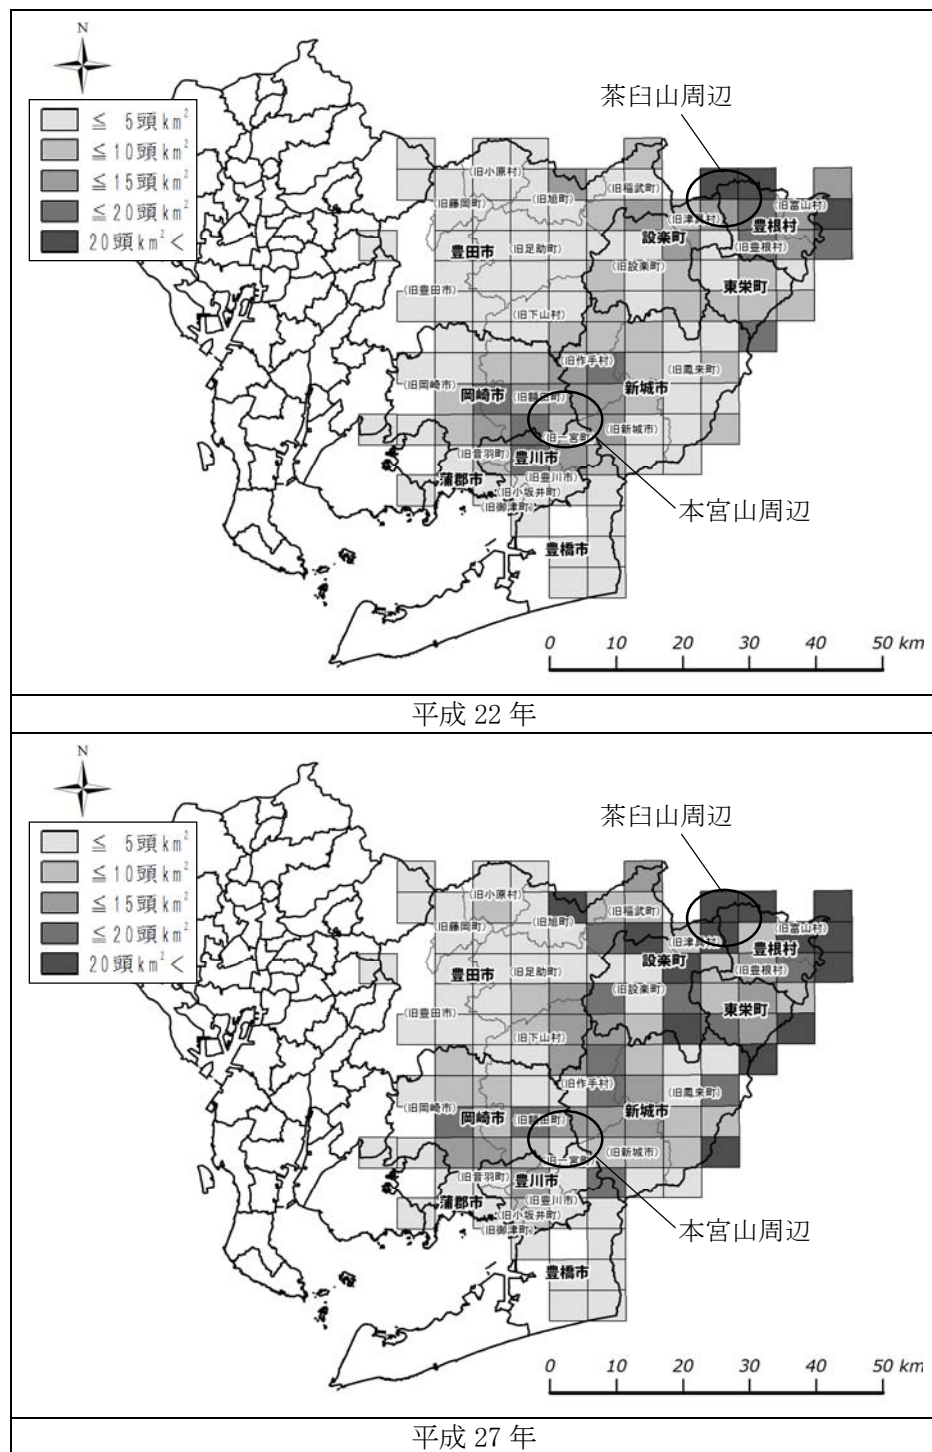 N
≦ 5頭km²
≦10頭km²
≦15頭km²
≦20頭km²
20頭km²<
茶臼山周辺
(旧小原村)
(旧稲武町)
(旧藤岡町)
(旧旭町)
(旧津具村)
(旧富山村)
豊根村
設楽町
豊田市
(旧足助町)
(旧豊根村)
(旧設楽町)
東栄町
(旧豊田市)
(旧下山村)
(旧作手村)
(旧鳳来町)
(旧岡崎市)
新城市
岡崎市
(旧額田町)
(旧新城市)
(旧一宮町)
(旧音羽町)
豊川市
蒲郡市
(旧豊川市)
(旧小坂井町)
(旧御津町)
本宮山周辺
豊橋市
0 10 20 30 40 50 km
平成 22 年
N
≦ 5頭km²
≦10頭km²
≦15頭km²
≦20頭km²
20頭km²<
茶臼山周辺
(旧小原村)
(旧稲武町)
(旧藤岡町)
(旧旭町)
(旧津具村)
(旧富山村)
豊根村
設楽町
豊田市
(旧足助町)
(旧豊根村)
(旧設楽町)
東栄町
(旧豊田市)
(旧下山村)
(旧作手村)
(旧鳳来町)
(旧岡崎市)
新城市
岡崎市
(旧額田町)
(旧新城市)
(旧一宮町)
(旧音羽町)
豊川市
蒲郡市
(旧豊川市)
(旧小坂井町)
(旧御津町)
本宮山周辺
豊橋市
0 10 20 30 40 50 km
平成 27 年